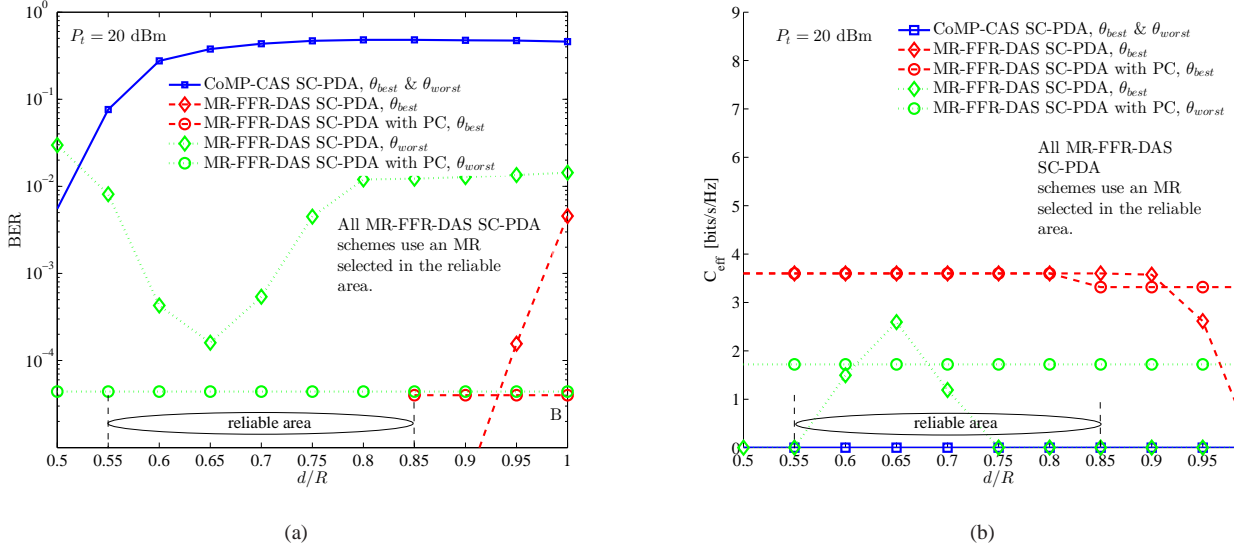 P_t = 20 dBm
10^0
10^−1
10^−2
10^−3
10^−4
BER
CoMP-CAS SC-PDA, θ_best & θ_worst
MR-FFR-DAS SC-PDA, θ_best
MR-FFR-DAS SC-PDA with PC, θ_best
MR-FFR-DAS SC-PDA, θ_worst
MR-FFR-DAS SC-PDA with PC, θ_worst
All MR-FFR-DAS SC-PDA
schemes use an MR
selected in the reliable
area.
B
reliable area
0.5 0.55 0.6 0.65 0.7 0.75 0.8 0.85 0.9 0.95 1
d/R
(a)
P_t = 20 dBm
9
8
7
6
5
4
3
2
1
0
C_eff [bits/s/Hz]
CoMP-CAS SC-PDA, θ_best & θ_worst
MR-FFR-DAS SC-PDA, θ_best
MR-FFR-DAS SC-PDA with PC, θ_best
MR-FFR-DAS SC-PDA, θ_best
MR-FFR-DAS SC-PDA with PC, θ_worst
All MR-FFR-DAS
SC-PDA
schemes use an MR
selected in the reliable
area.
reliable area
0.5 0.55 0.6 0.65 0.7 0.75 0.8 0.85 0.9 0.95
d/R
(b)